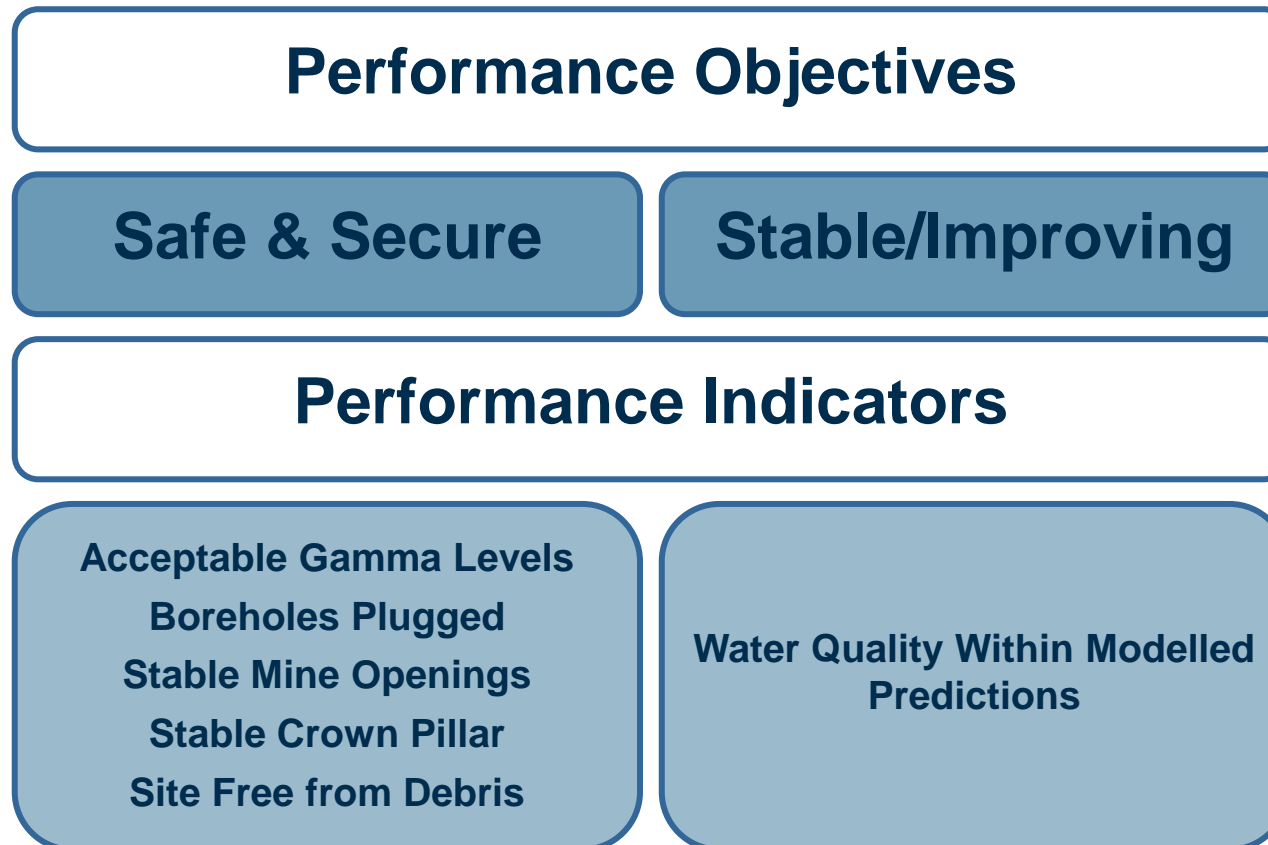 Performance Objectives
Safe & Secure
Stable/Improving
Performance Indicators
Acceptable Gamma Levels
Boreholes Plugged
Stable Mine Openings
Stable Crown Pillar
Site Free from Debris
Water Quality Within Modelled
Predictions